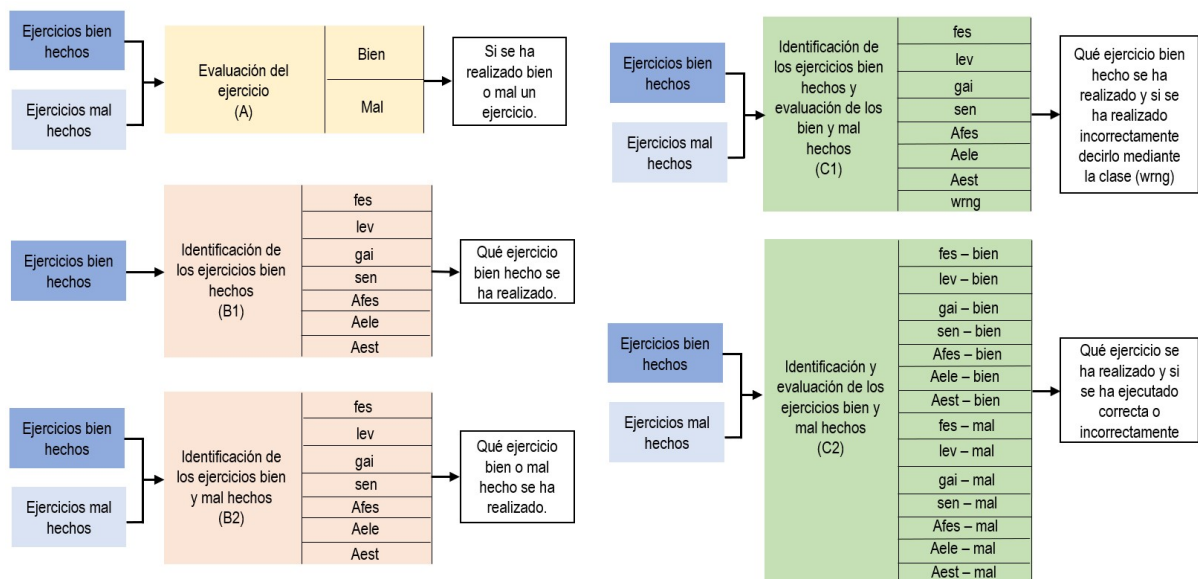 Ejercicios bien
hechos
Ejercicios mal
hechos
Evaluación del
ejercicio
(A)
Bien
Mal
Si se ha
realizado bien
o mal un
ejercicio.
Ejercicios bien
hechos
Identificación de
los ejercicios bien
hechos
(B1)
fes
lev
gai
sen
Afes
Aele
Aest
Qué ejercicio
bien hecho se
ha realizado.
Ejercicios bien
hechos
Ejercicios mal
hechos
Identificación de
los ejercicios bien
y mal hechos
(B2)
fes
lev
gai
sen
Afes
Aele
Aest
Qué ejercicio
bien o mal
hecho se ha
realizado.
Ejercicios bien
hechos
Ejercicios mal
hechos
Identificación de
los ejercicios bien
hechos y
evaluación de los
bien y mal hechos
(C1)
fes
lev
gai
sen
Afes
Aele
Aest
wrng
Qué ejercicio bien
hecho se ha
realizado y si se
ha realizado
incorrectamente
decirlo mediante
la clase (wrng)
Ejercicios bien
hechos
Ejercicios mal
hechos
Identificación y
evaluación de los
ejercicios bien y
mal hechos
(C2)
fes – bien
lev – bien
gai – bien
sen – bien
Afes – bien
Aele – bien
Aest – bien
fes – mal
lev – mal
gai – mal
sen – mal
Afes – mal
Aele – mal
Aest – mal
Qué ejercicio se
ha realizado y si
se ha ejecutado
correcta o
incorrectamente